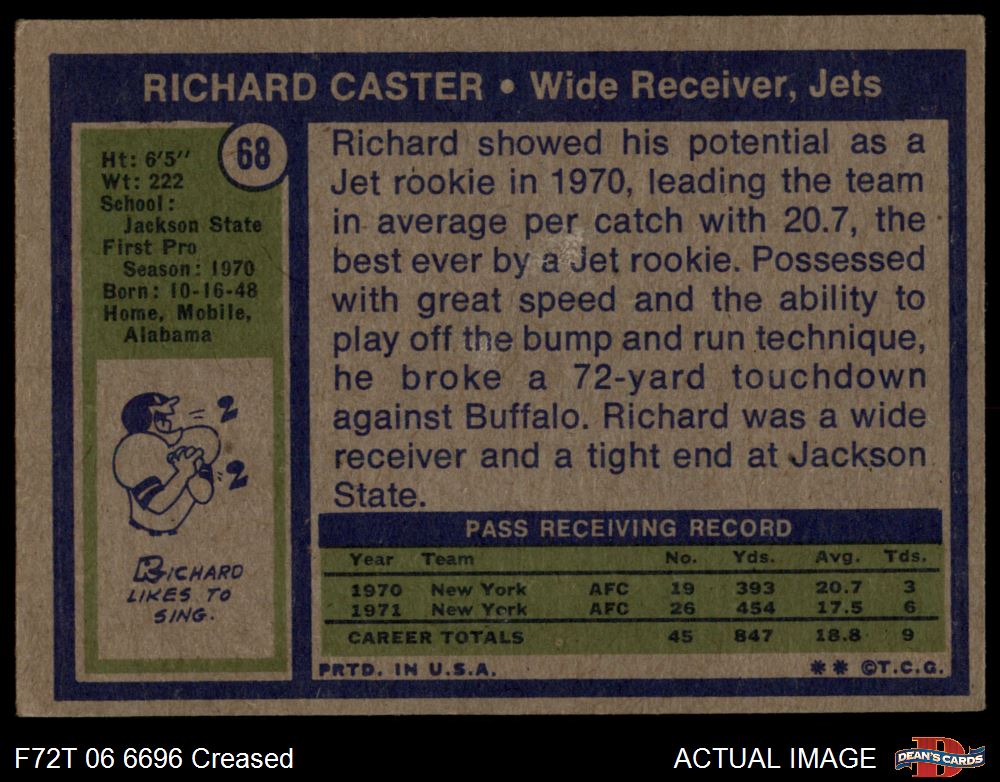 RICHARD CASTER • Wide Receiver, Jets
68
Ht: 6'5"
Wt: 222
School:
Jackson State
First Pro
Season: 1970
Born: 10-16-48
Home, Mobile,
Alabama
2
2
RICHARD
LIKES TO
SING.
Richard showed his potential as a
Jet rookie in 1970, leading the team
in average per catch with 20.7, the
best ever by a Jet rookie. Possessed
with great speed and the ability to
play off the bump and run technique,
he broke a 72-yard touchdown
against Buffalo. Richard was a wide
receiver and a tight end at Jackson
State.
PASS RECEIVING RECORD
Year Team No. Yds. Avg. Tds.
1970 New York AFC 19 393 20.7 3
1971 New York AFC 26 454 17.5 6
CAREER TOTALS 45 847 18.8 9
PRTD. IN U.S.A. ** ©T.C.G.
F72T 06 6696 Creased
ACTUAL IMAGE
D
DEAN'S CARDS